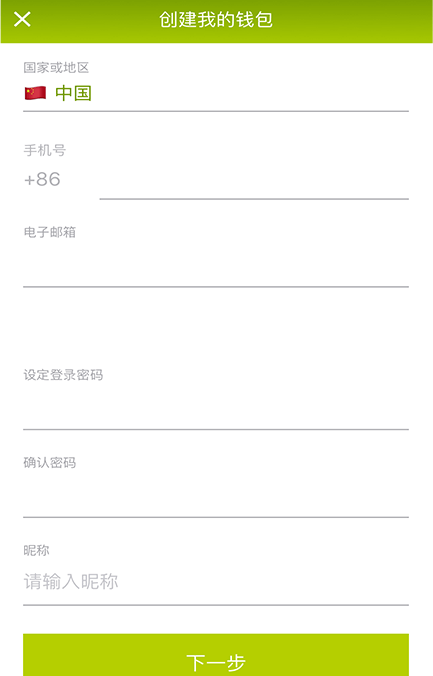 创建我的钱包
国家或地区
中国
手机号
+86
电子邮箱
设定登录密码
确认密码
昵称
请输入昵称
下一步